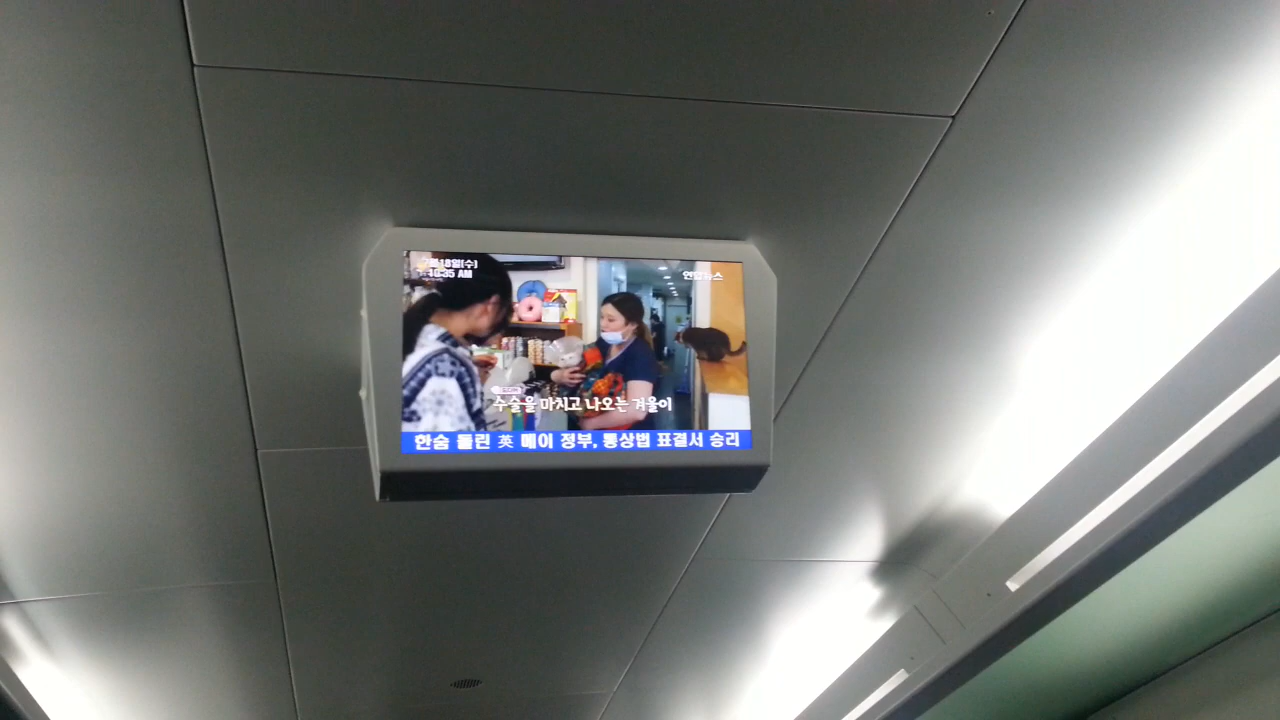 7월18일(수)
10:35 AM
연합뉴스
수술을 마치고 나오는 겨울이
한숨 돌린 英 메이 정부, 통상법 표결서 승리